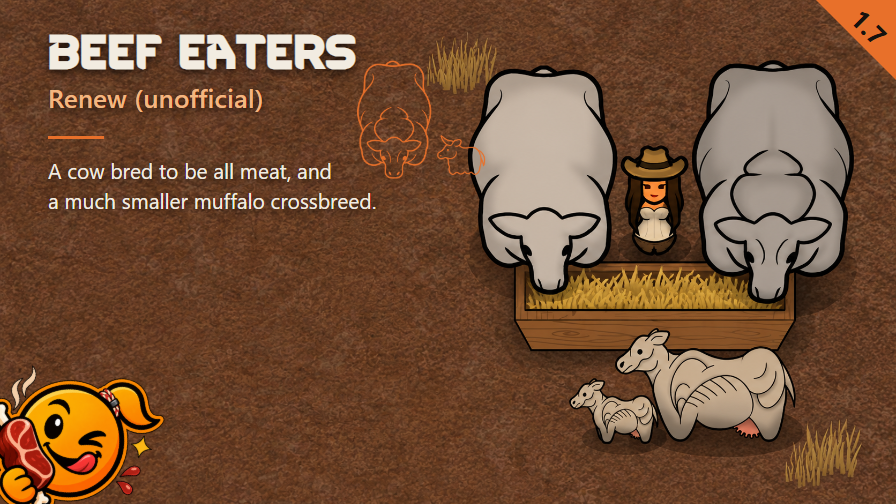 BEEF EATERS
Renew (unofficial)
A cow bred to be all meat, and
a much smaller muffalo crossbreed.
1.7